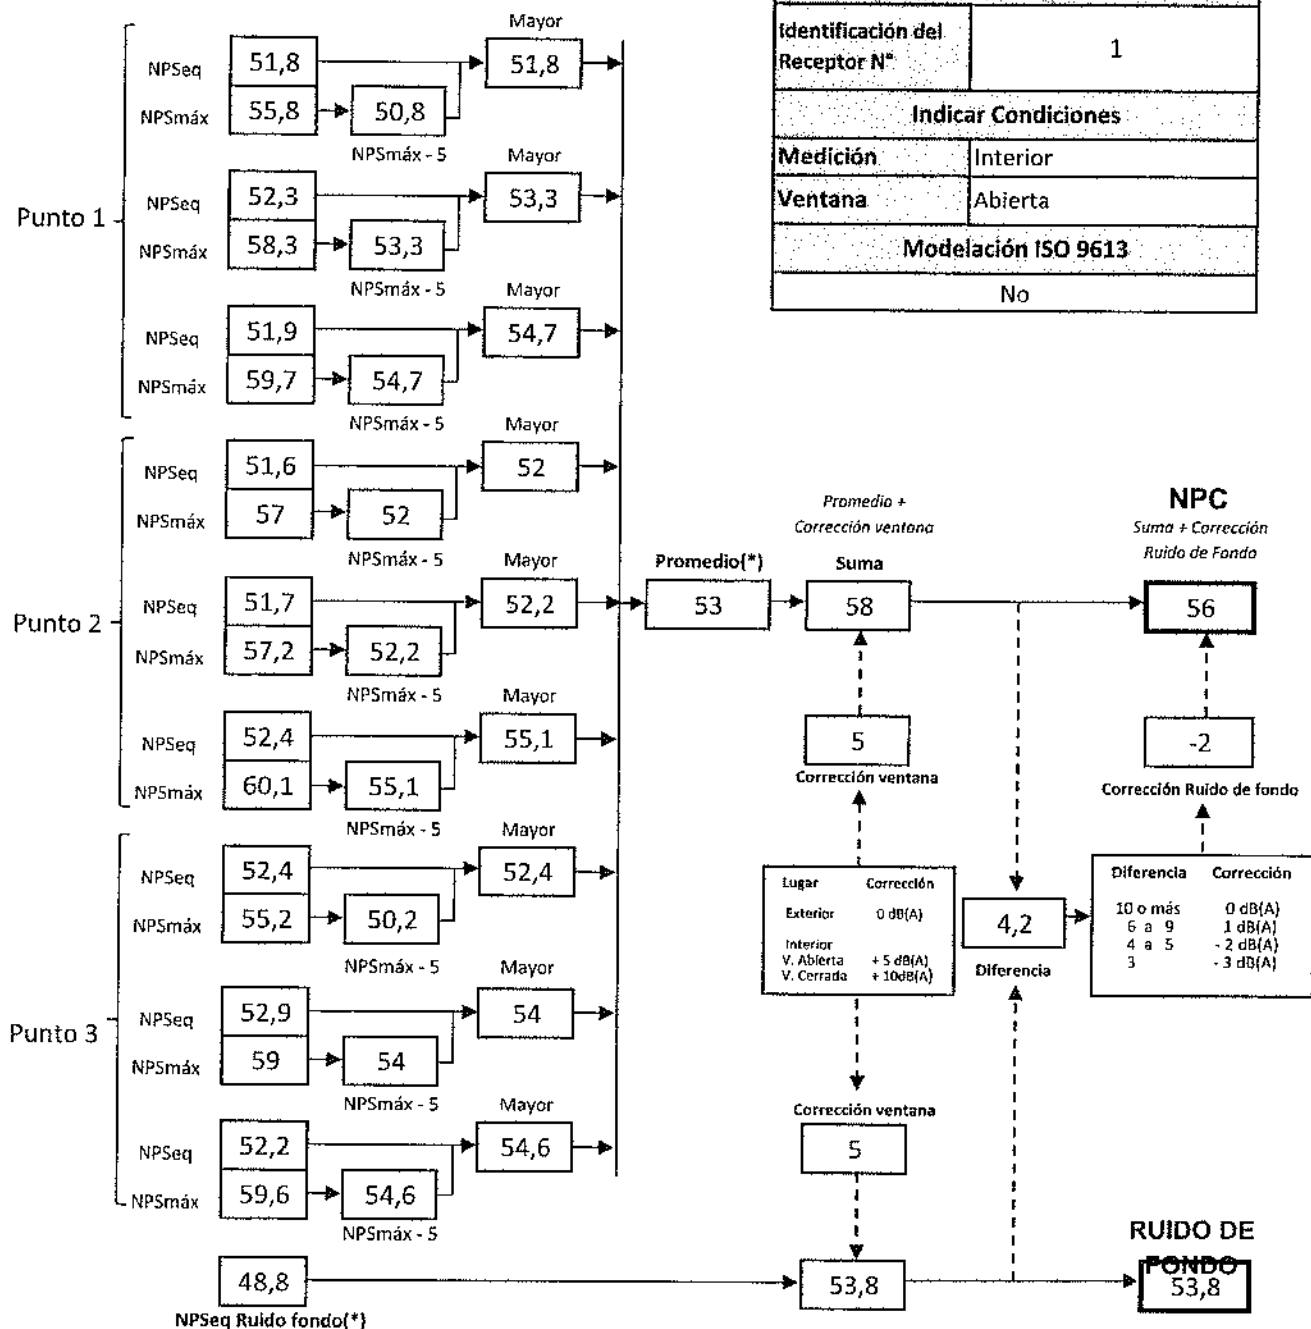 Identificación del
Receptor N°
1
Indicar Condiciones
Medición Interior
Ventana Abierta
Modelación ISO 9613
No
Punto 1
Mayor
NPSeq 51,8 51,8
NPSmáx 55,8 50,8
NPSmáx - 5
Mayor
NPSeq 52,3 53,3
NPSmáx 58,3 53,3
NPSmáx - 5
Mayor
NPSeq 51,9 54,7
NPSmáx 59,7 54,7
NPSmáx - 5
Punto 2
Mayor
NPSeq 51,6 52
NPSmáx 57 52
NPSmáx - 5
Mayor
NPSeq 51,7 52,2
NPSmáx 57,2 52,2
NPSmáx - 5
Mayor
NPSeq 52,4 55,1
NPSmáx 60,1 55,1
NPSmáx - 5
Punto 3
Mayor
NPSeq 52,4 52,4
NPSmáx 55,2 50,2
NPSmáx - 5
Mayor
NPSeq 52,9 54
NPSmáx 59 54
NPSmáx - 5
Mayor
NPSeq 52,2 54,6
NPSmáx 59,6 54,6
NPSmáx - 5
48,8
NPSeq Ruido fondo(*)
Promedio(*)
53
Promedio +
Corrección ventana
Suma
58
5
Corrección ventana
Lugar Corrección
Exterior 0 dB(A)
Interior
V. Abierta + 5 dB(A)
V. Cerrada + 10dB(A)
Corrección ventana
5
53,8
4,2
Diferencia
NPC
Suma + Corrección
Ruido de Fondo
56
-2
Corrección Ruido de fondo
Diferencia Corrección
10 o más 0 dB(A)
6 a 9 1 dB(A)
4 a 5 - 2 dB(A)
3 - 3 dB(A)
RUIDO DE
FONDO
53,8